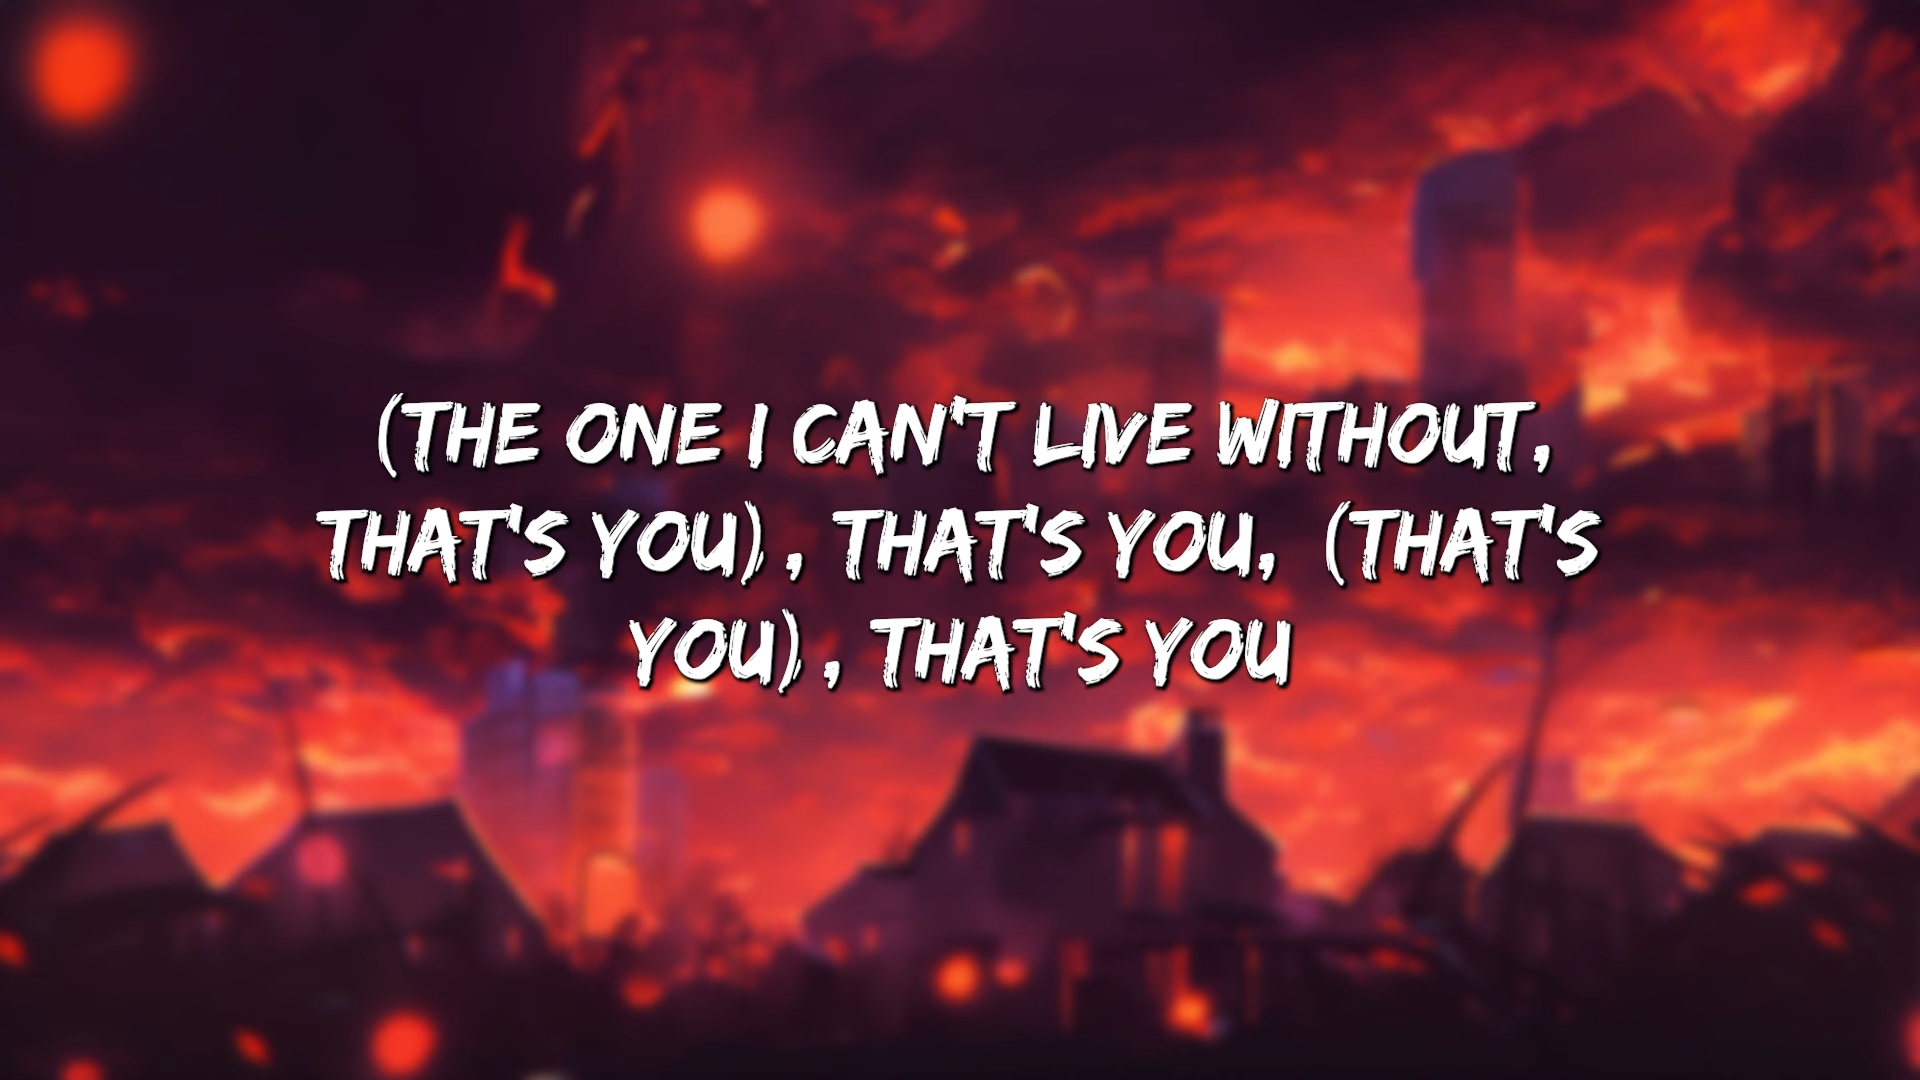 (THE ONE I CAN'T LIVE WITHOUT,
THAT'S YOU), THAT'S YOU, (THAT'S
YOU), THAT'S YOU